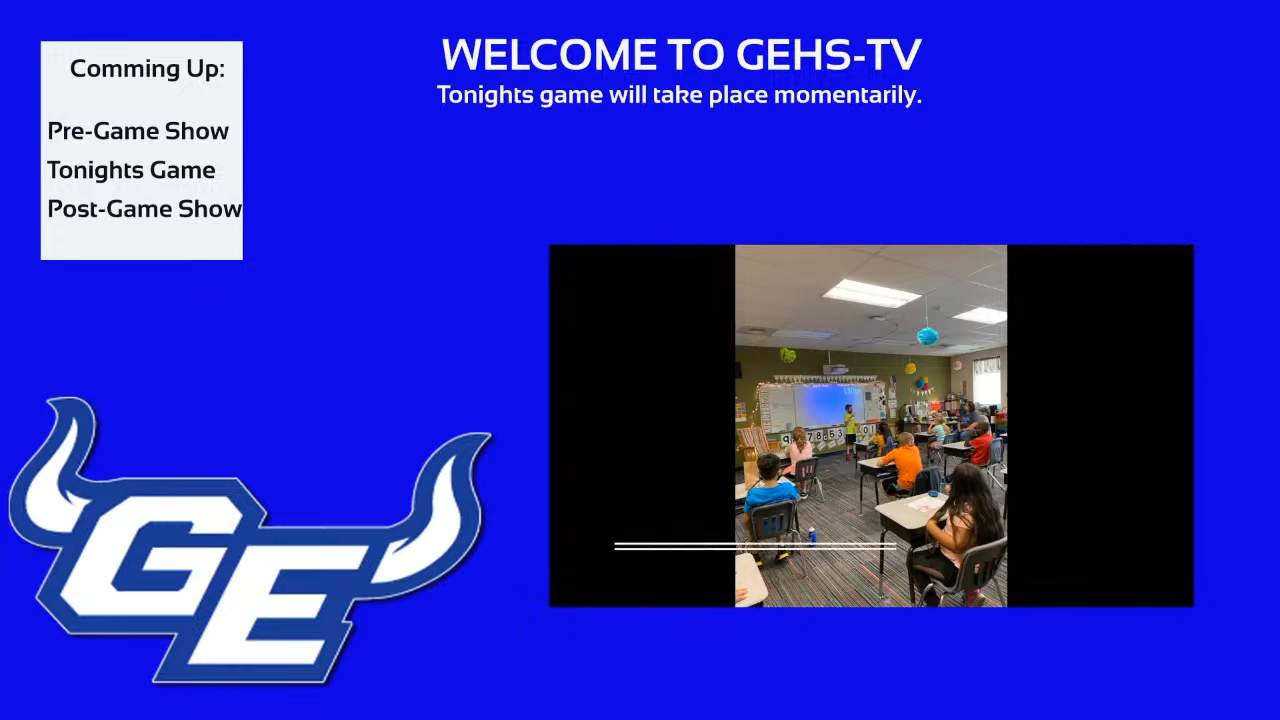 WELCOME TO GEHS-TV
Tonights game will take place momentarily.
Comming Up:
Pre-Game Show
Tonights Game
Post-Game Show
GE